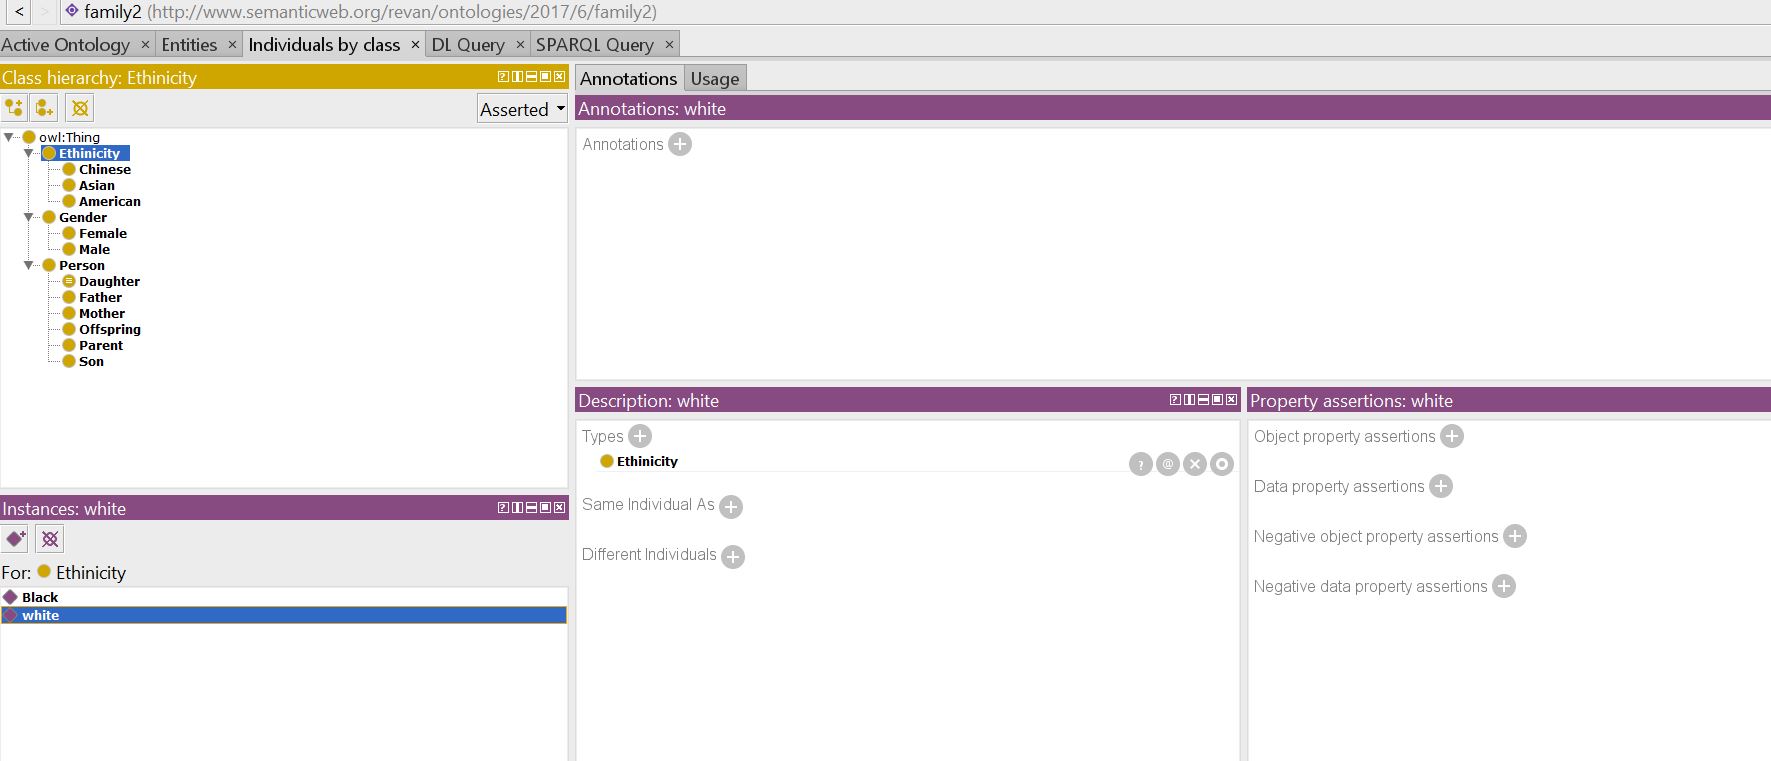 < > family2 (http://www.semanticweb.org/revan/ontologies/2017/6/family2)
Active Ontology × Entities × Individuals by class × DL Query × SPARQL Query ×
Class hierarchy: Ethinicity
Asserted
owl:Thing
Ethinicity
Chinese
Asian
American
Gender
Female
Male
Person
Daughter
Father
Mother
Offspring
Parent
Son
Instances: white
For: Ethinicity
Black
white
Annotations Usage
Annotations: white
Annotations
Description: white
Types
Ethinicity
Same Individual As
Different Individuals
Property assertions: white
Object property assertions
Data property assertions
Negative object property assertions
Negative data property assertions